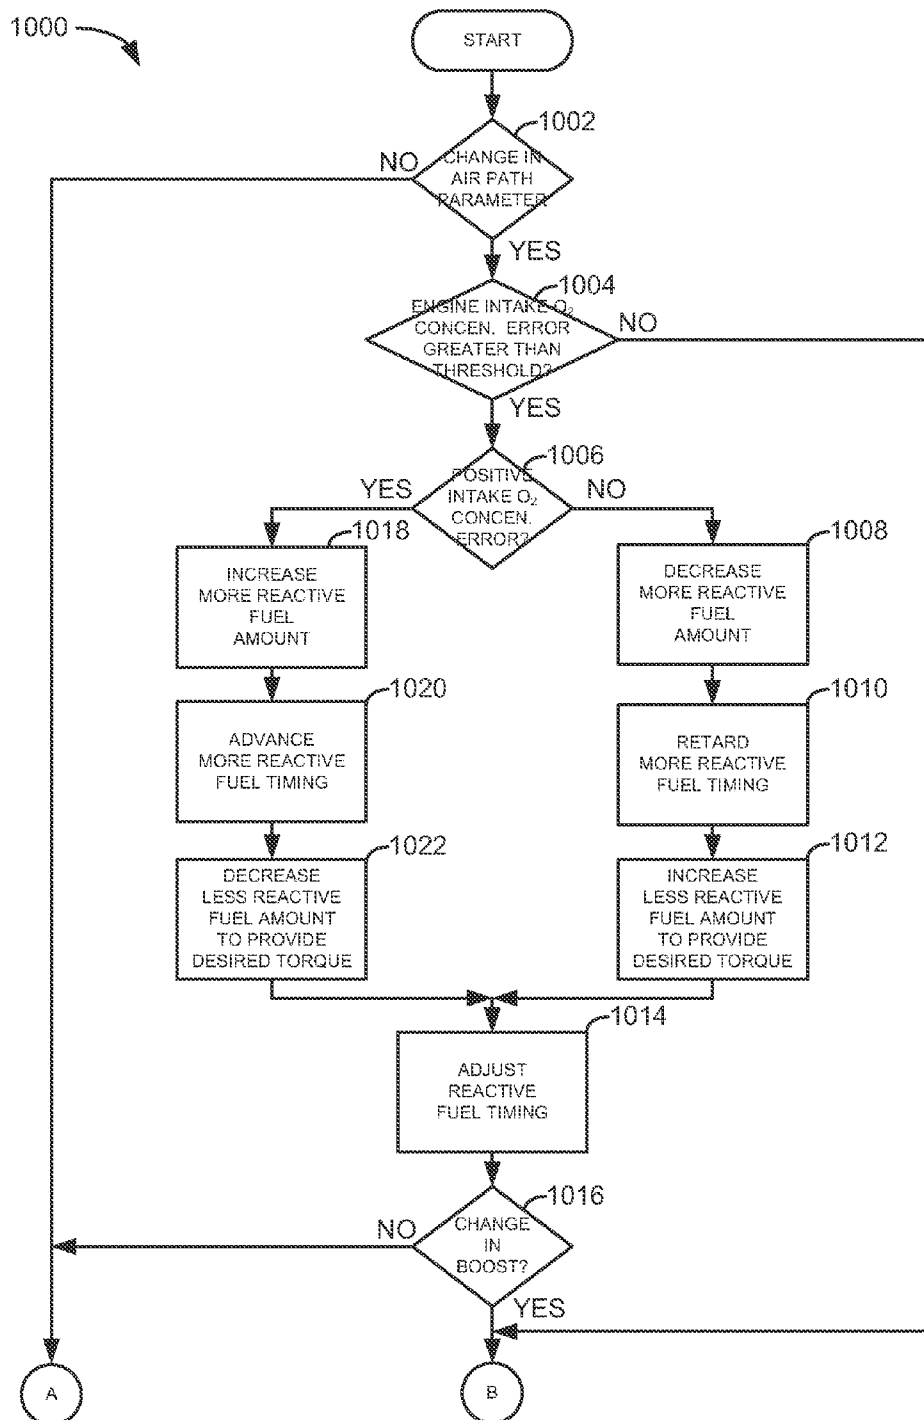 1000
START
1002
NO
CHANGE IN
AIR PATH
PARAMETER
YES
1004
ENGINE INTAKE O₂
CONCEN. ERROR
GREATER THAN
THRESHOLD?
NO
YES
1006
POSITIVE
INTAKE O₂
CONCEN.
ERROR?
YES
NO
1018
INCREASE
MORE REACTIVE
FUEL
AMOUNT
1008
DECREASE
MORE REACTIVE
FUEL
AMOUNT
1020
ADVANCE
MORE REACTIVE
FUEL TIMING
1010
RETARD
MORE REACTIVE
FUEL TIMING
1022
DECREASE
LESS REACTIVE
FUEL AMOUNT
TO PROVIDE
DESIRED TORQUE
1012
INCREASE
LESS REACTIVE
FUEL AMOUNT
TO PROVIDE
DESIRED TORQUE
1014
ADJUST
REACTIVE
FUEL TIMING
1016
NO
CHANGE
IN
BOOST?
YES
A
B